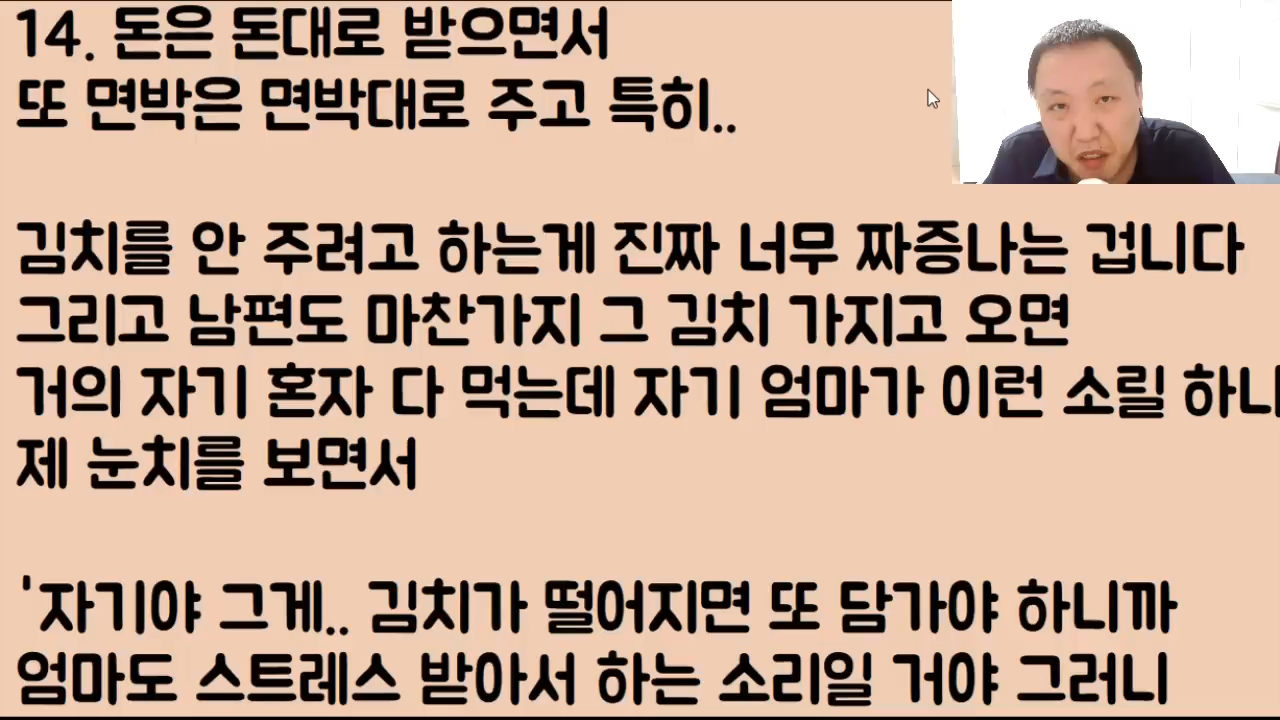 14. 돈은 돈대로 받으면서
또 면박은 면박대로 주고 특히..
김치를 안 주려고 하는게 진짜 너무 짜증나는 겁니다
그리고 남편도 마찬가지 그 김치 가지고 오면
거의 자기 혼자 다 먹는데 자기 엄마가 이런 소릴 하니
제 눈치를 보면서
'자기야 그게.. 김치가 떨어지면 또 담가야 하니까
엄마도 스트레스 받아서 하는 소리일 거야 그러니